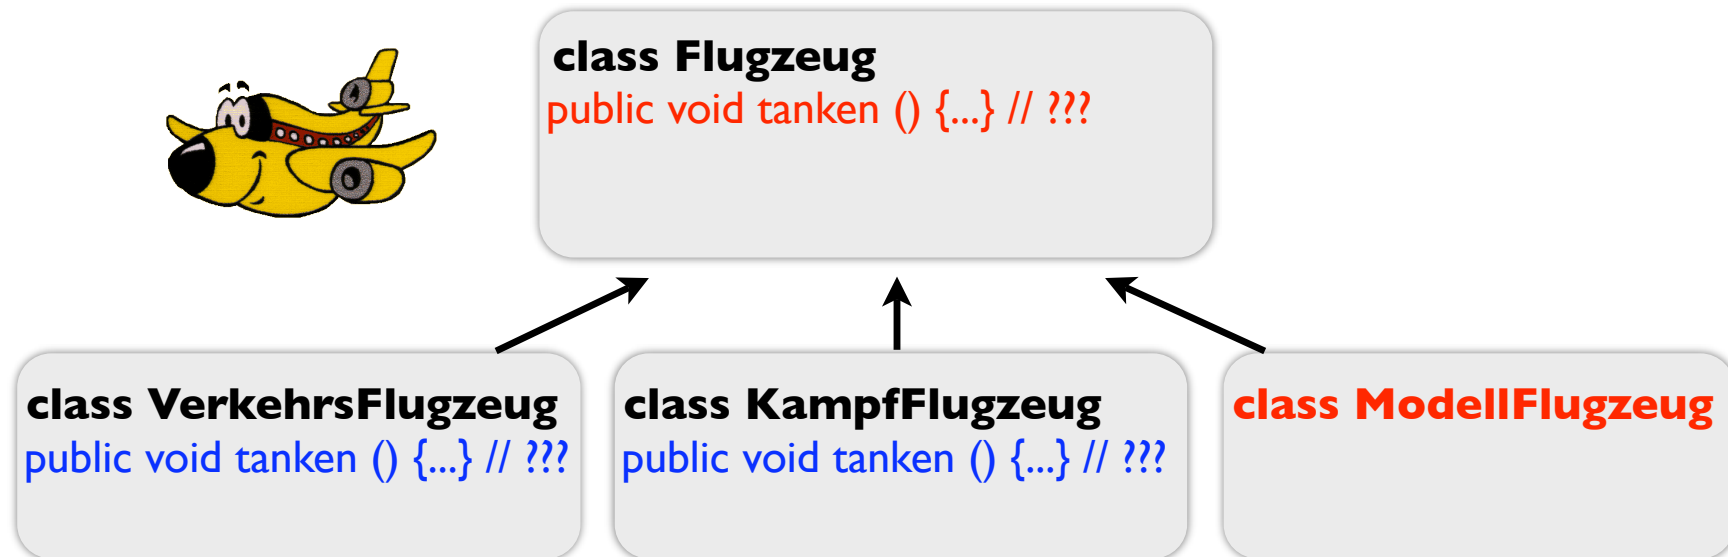 class Flugzeug
public void tanken () {...} // ???
class VerkehrsFlugzeug
public void tanken () {...} // ???
class KampfFlugzeug
public void tanken () {...} // ???
class ModellFlugzeug